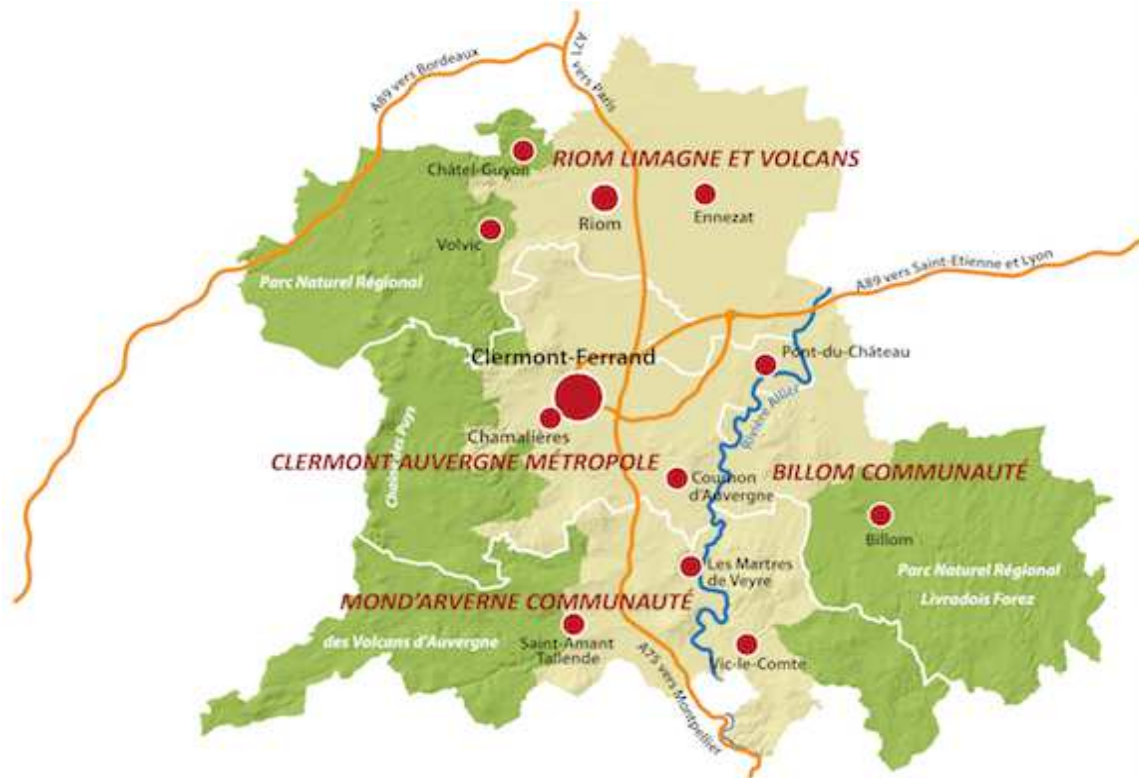 A89 vers Bordeaux
A71 vers Paris
RIOM LIMAGNE ET VOLCANS
Châtel-Guyon
Riom
Ennezat
Volvic
A89 vers Saint-Etienne et Lyon
Parc Naturel Régional
Clermont-Ferrand
Pont-du-Château
Rivière Allier
Chamalières
Chaîne des Puys
CLERMONT AUVERGNE MÉTROPOLE
BILLOM COMMUNAUTÉ
Cournon
d'Auvergne
Billom
Les Martres
de Veyre
Parc Naturel Régional
Livradois Forez
MOND'ARVERNE COMMUNAUTÉ
des Volcans d'Auvergne
Saint-Amant
Tallende
Vic-le-Comte
A75 vers Montpellier